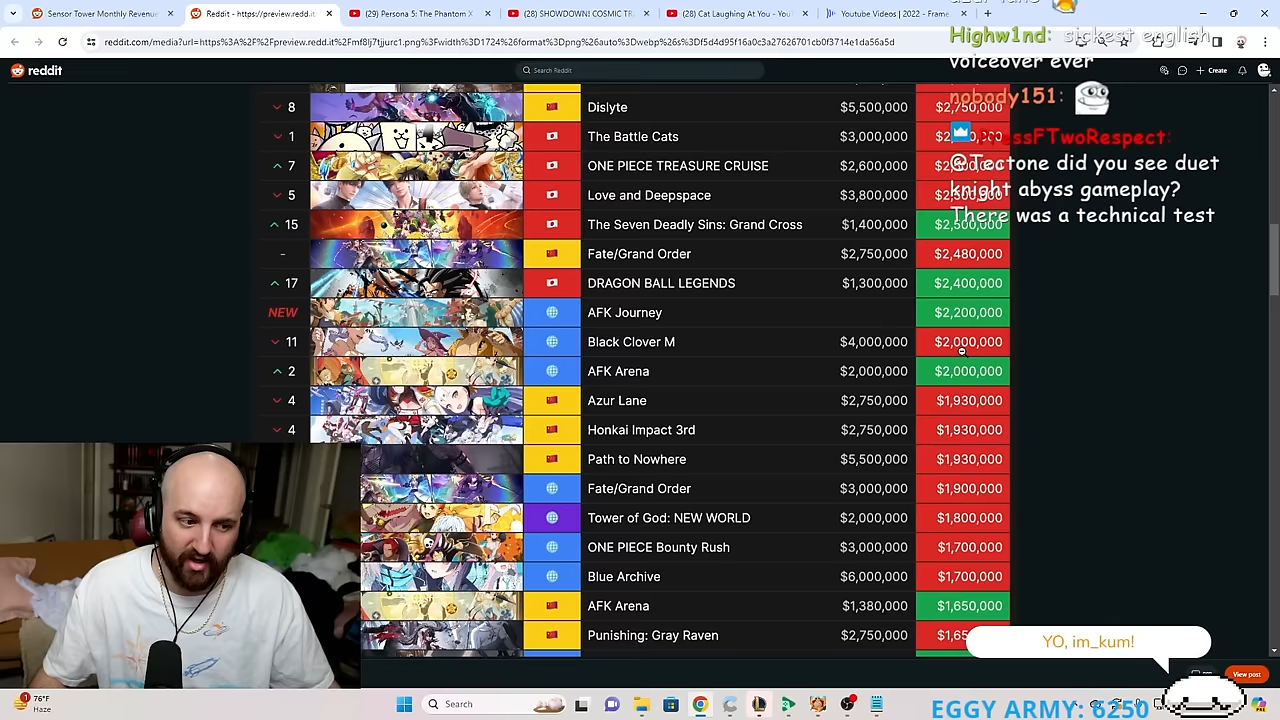 Sensor Tower Monthly Revenue
Reddit - https://preview.redd.it
(29) Persona 5: The Phantom X
(28) SHOWDOWN! COSMIC
(28) Cat Laughing At You - You
Youtube Videos | 2022 - Frame.
reddit.com/media?url=https%3A%2F%2Fpreview.redd.it%2Fmf8lj7tjjurc1.png%3Fwidth%3D1724%26format%3Dpng%26auto%3Dwebp%26s%3Df5d4d95f16a0c3a27635701cb0f3714e1da56a5d
Highw1nd: sickest english
voiceover ever
nobody151:
PressFTwoRespect:
@Tectone did you see duet
knight abyss gameplay?
There was a technical test
reddit
Search Reddit
Create
8 Dislyte $5,500,000 $2,750,000
1 The Battle Cats $3,000,000
7 ONE PIECE TREASURE CRUISE $2,600,000
5 Love and Deepspace $3,800,000
15 The Seven Deadly Sins: Grand Cross $1,400,000 $2,500,000
- Fate/Grand Order $2,750,000 $2,480,000
17 DRAGON BALL LEGENDS $1,300,000 $2,400,000
NEW AFK Journey $2,200,000
11 Black Clover M $4,000,000 $2,000,000
2 AFK Arena $2,000,000 $2,000,000
4 Azur Lane $2,750,000 $1,930,000
4 Honkai Impact 3rd $2,750,000 $1,930,000
Path to Nowhere $5,500,000 $1,930,000
Fate/Grand Order $3,000,000 $1,900,000
Tower of God: NEW WORLD $2,000,000 $1,800,000
ONE PIECE Bounty Rush $3,000,000 $1,700,000
Blue Archive $6,000,000 $1,700,000
AFK Arena $1,380,000 $1,650,000
Punishing: Gray Raven $2,750,000
YO, im_kum!
View post
76°F
Haze
Search
EGGY ARMY: 6250